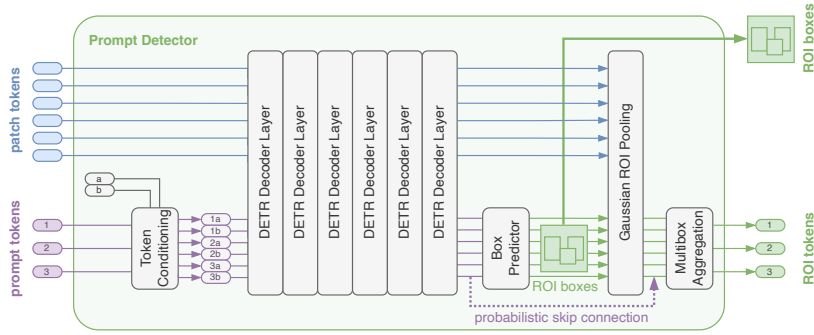 Prompt Detector
ROI boxes
patch tokens
DETR Decoder Layer
DETR Decoder Layer
DETR Decoder Layer
DETR Decoder Layer
DETR Decoder Layer
DETR Decoder Layer
Gaussian ROI Pooling
a
b
prompt tokens
1
2
3
Token
Conditioning
1a
1b
2a
2b
3a
3b
Box
Predictor
ROI boxes
Multibox
Aggregation
1
2
3
ROI tokens
probabilistic skip connection